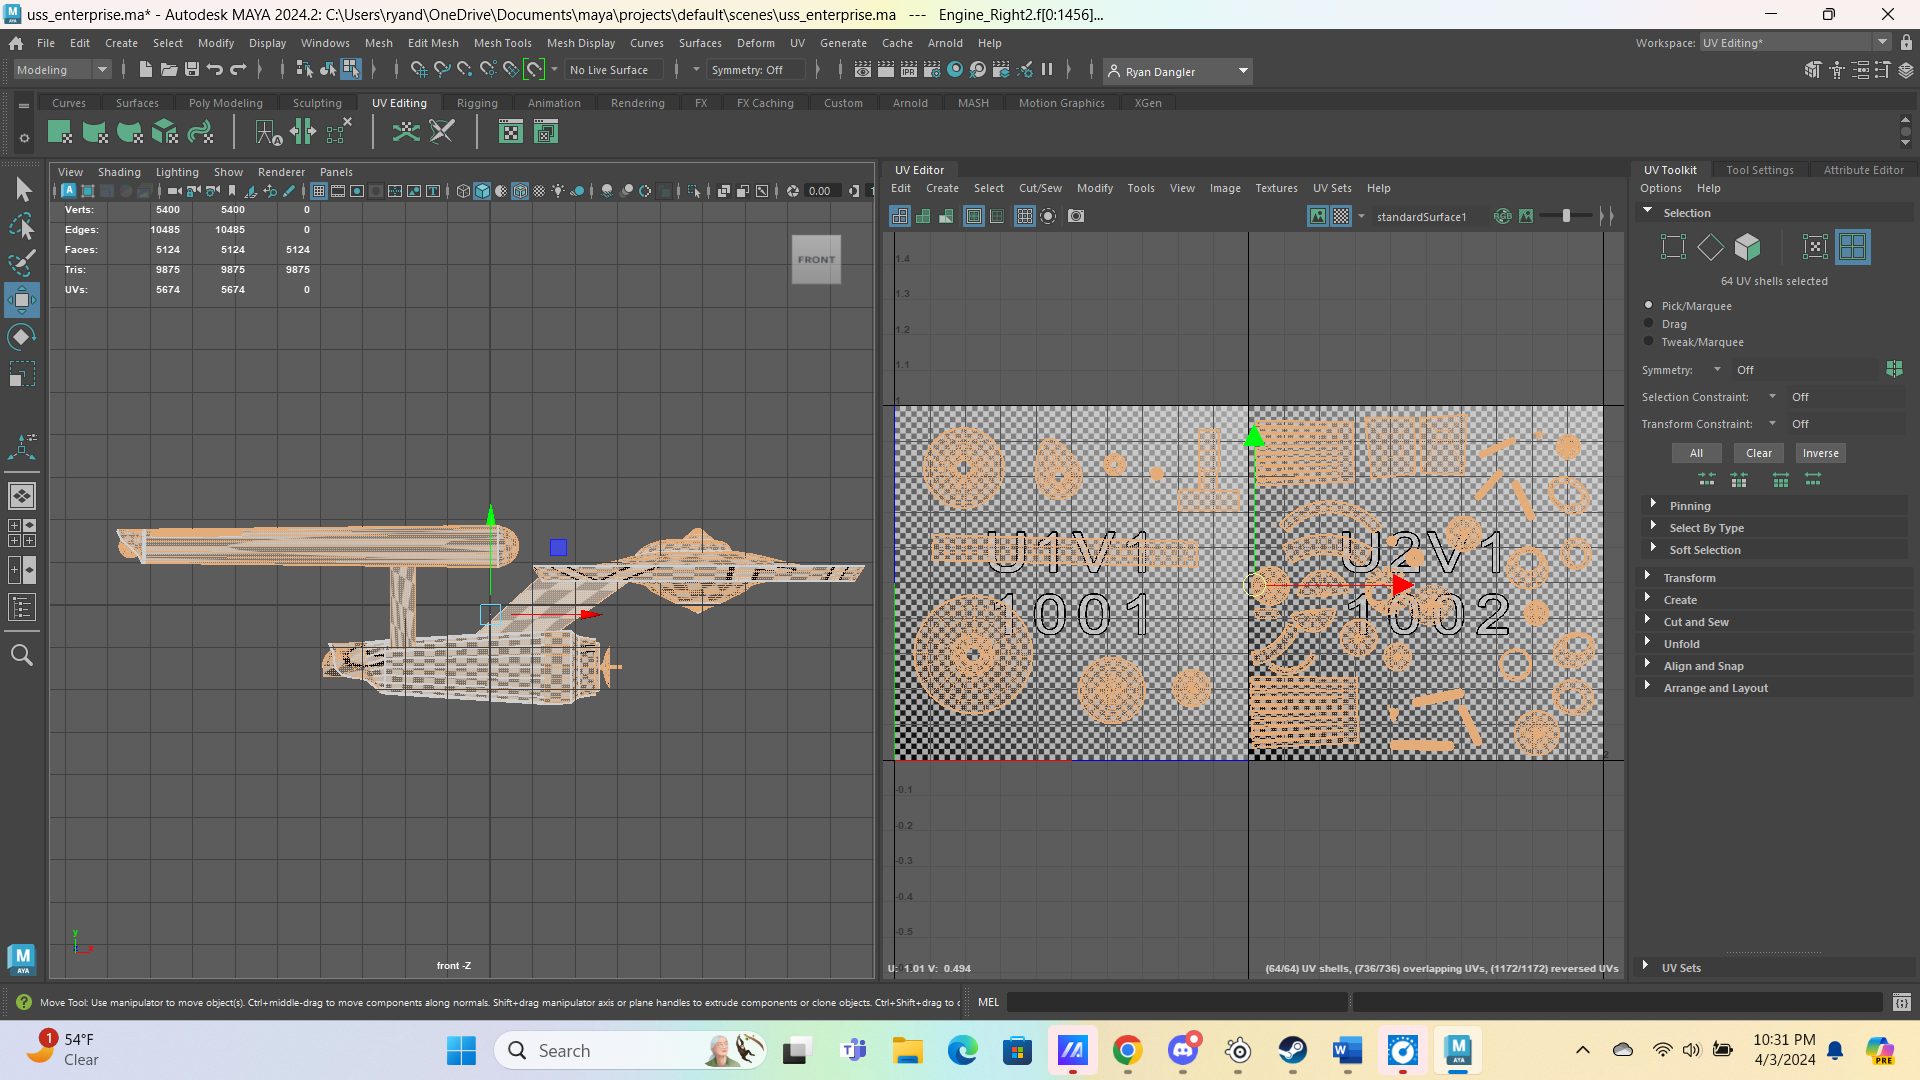 uss_enterprise.ma* - Autodesk MAYA 2024.2: C:\Users\ryand\OneDrive\Documents\maya\projects\default\scenes\uss_enterprise.ma --- Engine_Right2.f[0:1456]...
File Edit Create Select Modify Display Windows Mesh Edit Mesh Mesh Tools Mesh Display Curves Surfaces Deform UV Generate Cache Arnold Help
Workspace: UV Editing*
Modeling
No Live Surface
Symmetry: Off
IPR
Ryan Dangler
Curves Surfaces Poly Modeling Sculpting UV Editing Rigging Animation Rendering FX FX Caching Custom Arnold MASH Motion Graphics XGen
View Shading Lighting Show Renderer Panels
0.00
Verts: 5400 5400 0
Edges: 10485 10485 0
Faces: 5124 5124 5124
Tris: 9875 9875 9875
UVs: 5674 5674 0
FRONT
y
front -Z
UV Editor
Edit Create Select Cut/Sew Modify Tools View Image Textures UV Sets Help
standardSurface1
1.4
1.3
1.2
1.1
1
U1V1
1001
U2V1
1002
2
-0.1
-0.2
-0.3
-0.4
-0.5
U: 1.01 V: 0.494
(64/64) UV shells, (736/736) overlapping UVs, (1172/1172) reversed UVs
UV Toolkit Tool Settings Attribute Editor
Options Help
Selection
64 UV shells selected
Pick/Marquee
Drag
Tweak/Marquee
Symmetry: Off
Selection Constraint: Off
Transform Constraint: Off
All Clear Inverse
Pinning
Select By Type
Soft Selection
Transform
Create
Cut and Sew
Unfold
Align and Snap
Arrange and Layout
UV Sets
M
AYA
Move Tool: Use manipulator to move object(s). Ctrl+middle-drag to move components along normals. Shift+drag manipulator axis or plane handles to extrude components or clone objects. Ctrl+Shift+drag to c
MEL
1
54°F
Clear
Search
10:31 PM
4/3/2024
PRE